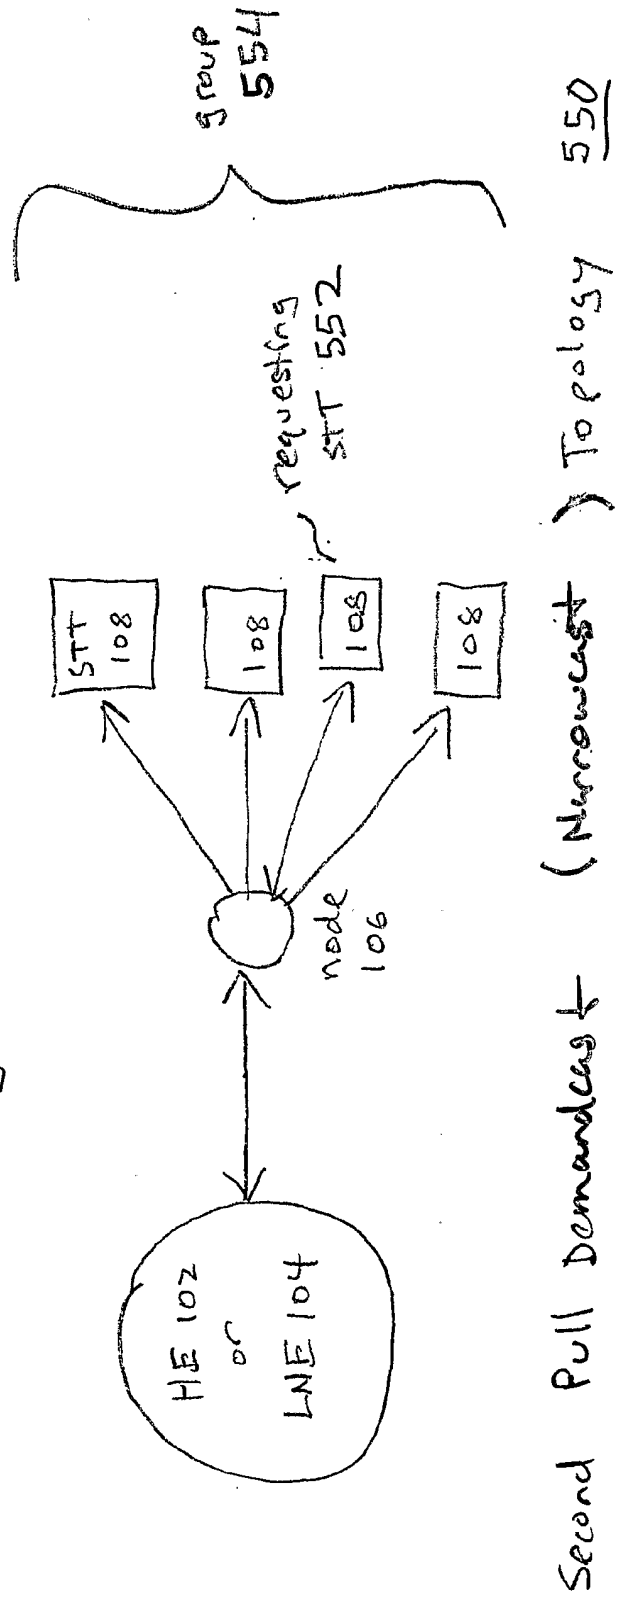 group
554
STT
108
108
requesting
STT 552
108
108
node
106
HE 102
or
LNE 104
Second Pull Demandcast (Narrowcast) Topology 550